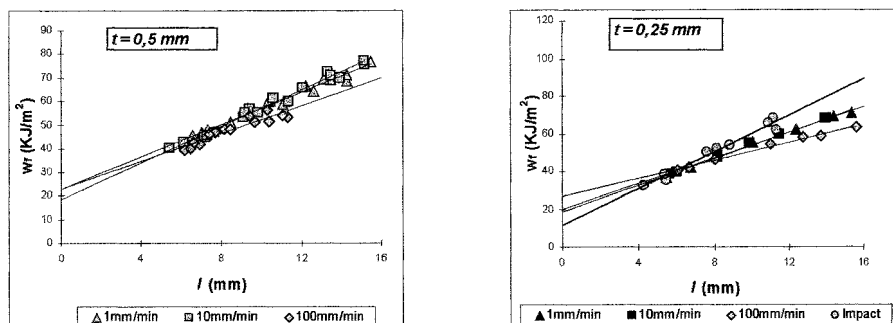 t = 0,5 mm
wf (KJ/m²)
90
80
70
60
50
40
30
20
10
0
0 4 8 12 16
l (mm)
1mm/min 10mm/min 100mm/min
t = 0,25 mm
wf (KJ/m²)
120
100
80
60
40
20
0
0 4 8 12 16
l (mm)
1mm/min 10mm/min 100mm/min Impact